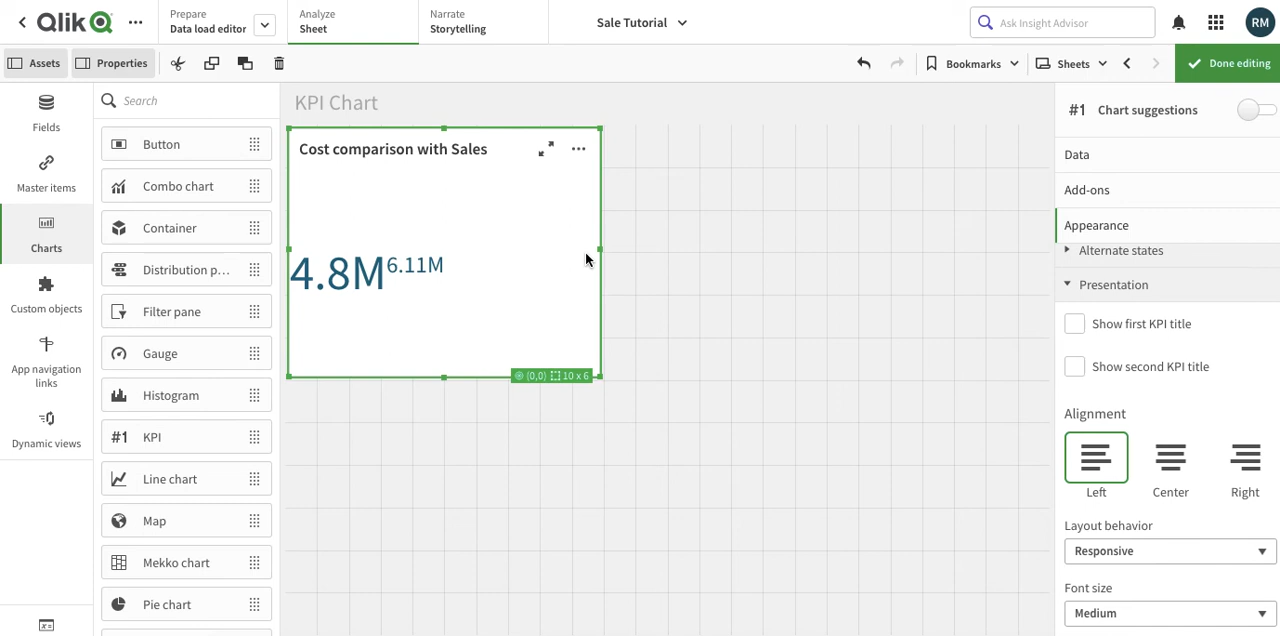 Qlik
Prepare
Data load editor
Analyze
Sheet
Narrate
Storytelling
Sale Tutorial
Ask Insight Advisor
RM
Assets
Properties
Bookmarks
Sheets
Done editing
Fields
Master items
Charts
Custom objects
App navigation
links
Dynamic views
Search
Button
Combo chart
Container
Distribution p...
Filter pane
Gauge
Histogram
#1 KPI
Line chart
Map
Mekko chart
Pie chart
KPI Chart
Cost comparison with Sales
4.8M 6.11M
(0,0) 10 x 6
#1 Chart suggestions
Data
Add-ons
Appearance
Alternate states
Presentation
Show first KPI title
Show second KPI title
Alignment
Left Center Right
Layout behavior
Responsive
Font size
Medium